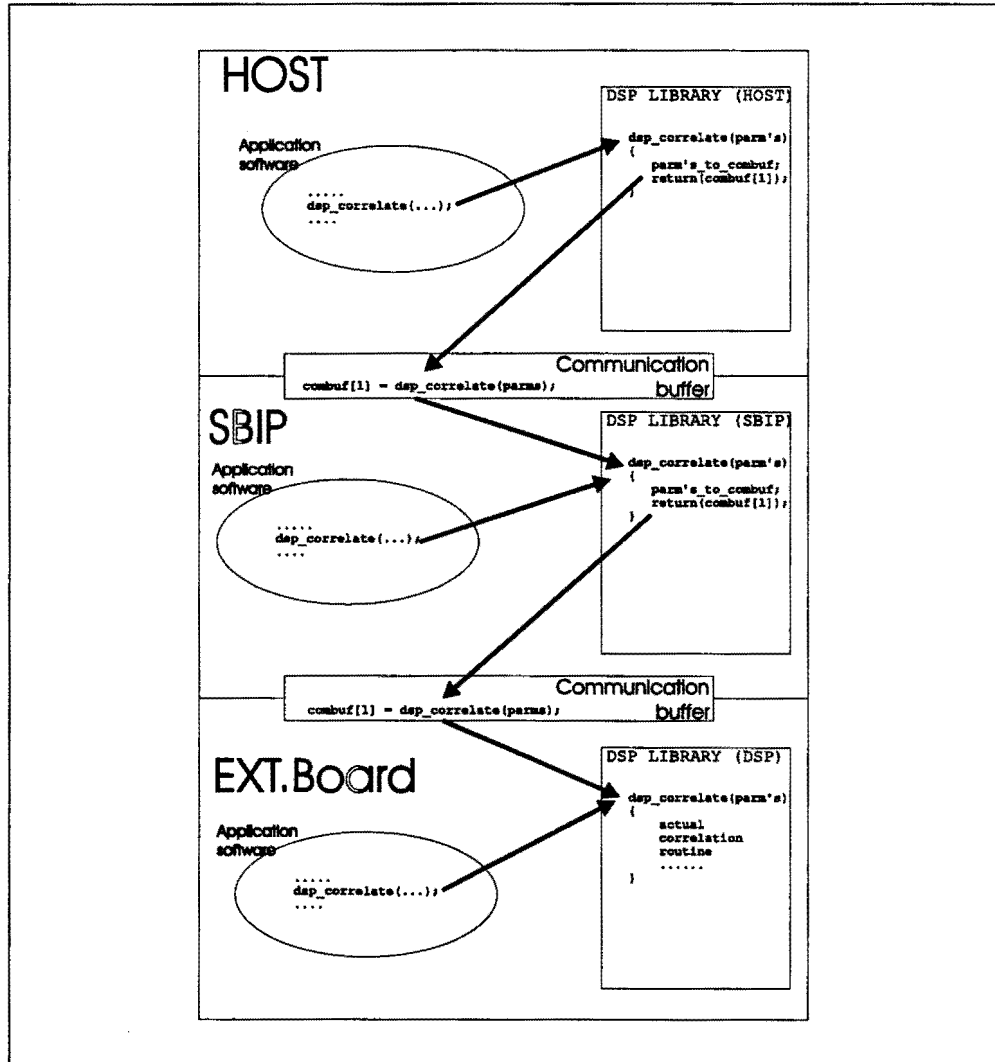 HOST
DSP LIBRARY (HOST)
Application
software
.....
dsp_correlate(...);
....
dsp_correlate(parm's)
{
parm's_to_combuf;
return(combuf[1]);
}
Communication
buffer
combuf[1] = dsp_correlate(parms);
SBIP
DSP LIBRARY (SBIP)
Application
software
.....
dsp_correlate(...);
....
dsp_correlate(parm's)
{
parm's_to_combuf;
return(combuf[1]);
}
Communication
buffer
combuf[1] = dsp_correlate(parms);
EXT.Board
DSP LIBRARY (DSP)
Application
software
.....
dsp_correlate(...);
....
dsp_correlate(parm's)
{
actual
correlation
routine
......
}